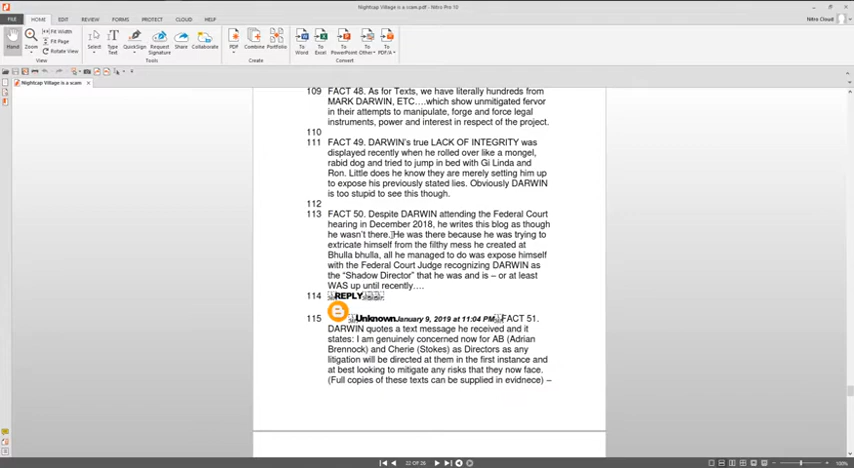 Nightcap Village is a scam.pdf - Nitro Pro 10
FILE HOME EDIT REVIEW FORMS PROTECT CLOUD HELP
Nitro Cloud
Hand Zoom Fit Width Fit Page Rotate View
Select Type Text QuickSign Request Signature Share Collaborate
PDF Combine Portfolio
To Word To Excel To PowerPoint To Other To PDF/A
View Tools Create Convert
Nightcap Village is a scam
109 FACT 48. As for Texts, we have literally hundreds from
MARK DARWIN, ETC....which show unmitigated fervor
in their attempts to manipulate, forge and force legal
instruments, power and interest in respect of the project.
110
111 FACT 49. DARWIN's true LACK OF INTEGRITY was
displayed recently when he rolled over like a mongel,
rabid dog and tried to jump in bed with Gi Linda and
Ron. Little does he know they are merely setting him up
to expose his previously stated lies. Obviously DARWIN
is too stupid to see this though.
112
113 FACT 50. Despite DARWIN attending the Federal Court
hearing in December 2018, he writes this blog as though
he wasn't there. He was there because he was trying to
extricate himself from the filthy mess he created at
Bhulla bhulla, all he managed to do was expose himself
with the Federal Court Judge recognizing DARWIN as
the “Shadow Director” that he was and is – or at least
WAS up until recently....
114 REPLY
115 Unknown January 9, 2019 at 11:04 PM FACT 51.
DARWIN quotes a text message he received and it
states: I am genuinely concerned now for AB (Adrian
Brennock) and Cherie (Stokes) as Directors as any
litigation will be directed at them in the first instance and
at best looking to mitigate any risks that they now face.
(Full copies of these texts can be supplied in evidnece) –
22 OF 26
100%